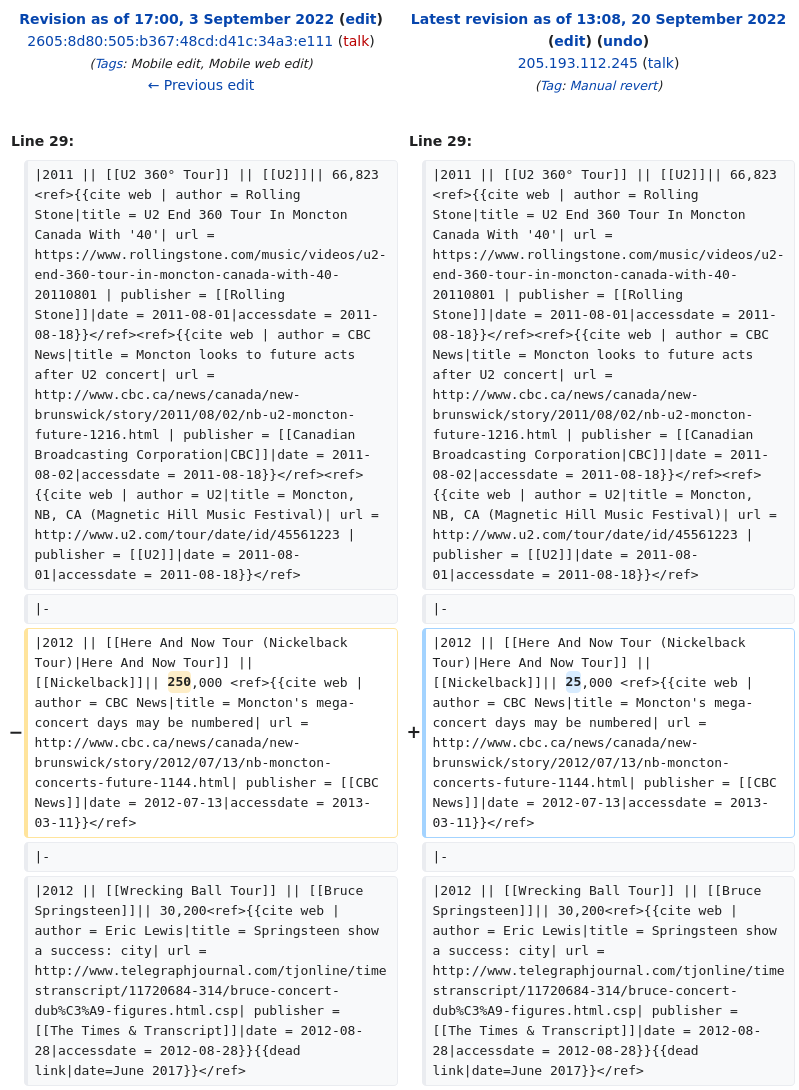 Revision as of 17:00, 3 September 2022 (edit)
2605:8d80:505:b367:48cd:d41c:34a3:e111 (talk)
(Tags: Mobile edit, Mobile web edit)
← Previous edit
Latest revision as of 13:08, 20 September 2022
(edit) (undo)
205.193.112.245 (talk)
(Tag: Manual revert)
Line 29:
|2011 || [[U2 360° Tour]] || [[U2]]|| 66,823
<ref>{{cite web | author = Rolling
Stone|title = U2 End 360 Tour In Moncton
Canada With '40'| url =
https://www.rollingstone.com/music/videos/u2-
end-360-tour-in-moncton-canada-with-40-
20110801 | publisher = [[Rolling
Stone]]|date = 2011-08-01|accessdate = 2011-
08-18}}</ref><ref>{{cite web | author = CBC
News|title = Moncton looks to future acts
after U2 concert| url =
http://www.cbc.ca/news/canada/new-
brunswick/story/2011/08/02/nb-u2-moncton-
future-1216.html | publisher = [[Canadian
Broadcasting Corporation|CBC]]|date = 2011-
08-02|accessdate = 2011-08-18}}</ref><ref>
{{cite web | author = U2|title = Moncton,
NB, CA (Magnetic Hill Music Festival)| url =
http://www.u2.com/tour/date/id/45561223 |
publisher = [[U2]]|date = 2011-08-
01|accessdate = 2011-08-18}}</ref>
|-
− |2012 || [[Here And Now Tour (Nickelback
Tour)|Here And Now Tour]] ||
[[Nickelback]]|| 250,000 <ref>{{cite web |
author = CBC News|title = Moncton's mega-
concert days may be numbered| url =
http://www.cbc.ca/news/canada/new-
brunswick/story/2012/07/13/nb-moncton-
concerts-future-1144.html| publisher = [[CBC
News]]|date = 2012-07-13|accessdate = 2013-
03-11}}</ref>
|-
|2012 || [[Wrecking Ball Tour]] || [[Bruce
Springsteen]]|| 30,200<ref>{{cite web |
author = Eric Lewis|title = Springsteen show
a success: city| url =
http://www.telegraphjournal.com/tjonline/time
stranscript/11720684-314/bruce-concert-
dub%C3%A9-figures.html.csp| publisher =
[[The Times & Transcript]]|date = 2012-08-
28|accessdate = 2012-08-28}}{{dead
link|date=June 2017}}</ref>
Line 29:
|2011 || [[U2 360° Tour]] || [[U2]]|| 66,823
<ref>{{cite web | author = Rolling
Stone|title = U2 End 360 Tour In Moncton
Canada With '40'| url =
https://www.rollingstone.com/music/videos/u2-
end-360-tour-in-moncton-canada-with-40-
20110801 | publisher = [[Rolling
Stone]]|date = 2011-08-01|accessdate = 2011-
08-18}}</ref><ref>{{cite web | author = CBC
News|title = Moncton looks to future acts
after U2 concert| url =
http://www.cbc.ca/news/canada/new-
brunswick/story/2011/08/02/nb-u2-moncton-
future-1216.html | publisher = [[Canadian
Broadcasting Corporation|CBC]]|date = 2011-
08-02|accessdate = 2011-08-18}}</ref><ref>
{{cite web | author = U2|title = Moncton,
NB, CA (Magnetic Hill Music Festival)| url =
http://www.u2.com/tour/date/id/45561223 |
publisher = [[U2]]|date = 2011-08-
01|accessdate = 2011-08-18}}</ref>
|-
+ |2012 || [[Here And Now Tour (Nickelback
Tour)|Here And Now Tour]] ||
[[Nickelback]]|| 25,000 <ref>{{cite web |
author = CBC News|title = Moncton's mega-
concert days may be numbered| url =
http://www.cbc.ca/news/canada/new-
brunswick/story/2012/07/13/nb-moncton-
concerts-future-1144.html| publisher = [[CBC
News]]|date = 2012-07-13|accessdate = 2013-
03-11}}</ref>
|-
|2012 || [[Wrecking Ball Tour]] || [[Bruce
Springsteen]]|| 30,200<ref>{{cite web |
author = Eric Lewis|title = Springsteen show
a success: city| url =
http://www.telegraphjournal.com/tjonline/time
stranscript/11720684-314/bruce-concert-
dub%C3%A9-figures.html.csp| publisher =
[[The Times & Transcript]]|date = 2012-08-
28|accessdate = 2012-08-28}}{{dead
link|date=June 2017}}</ref>